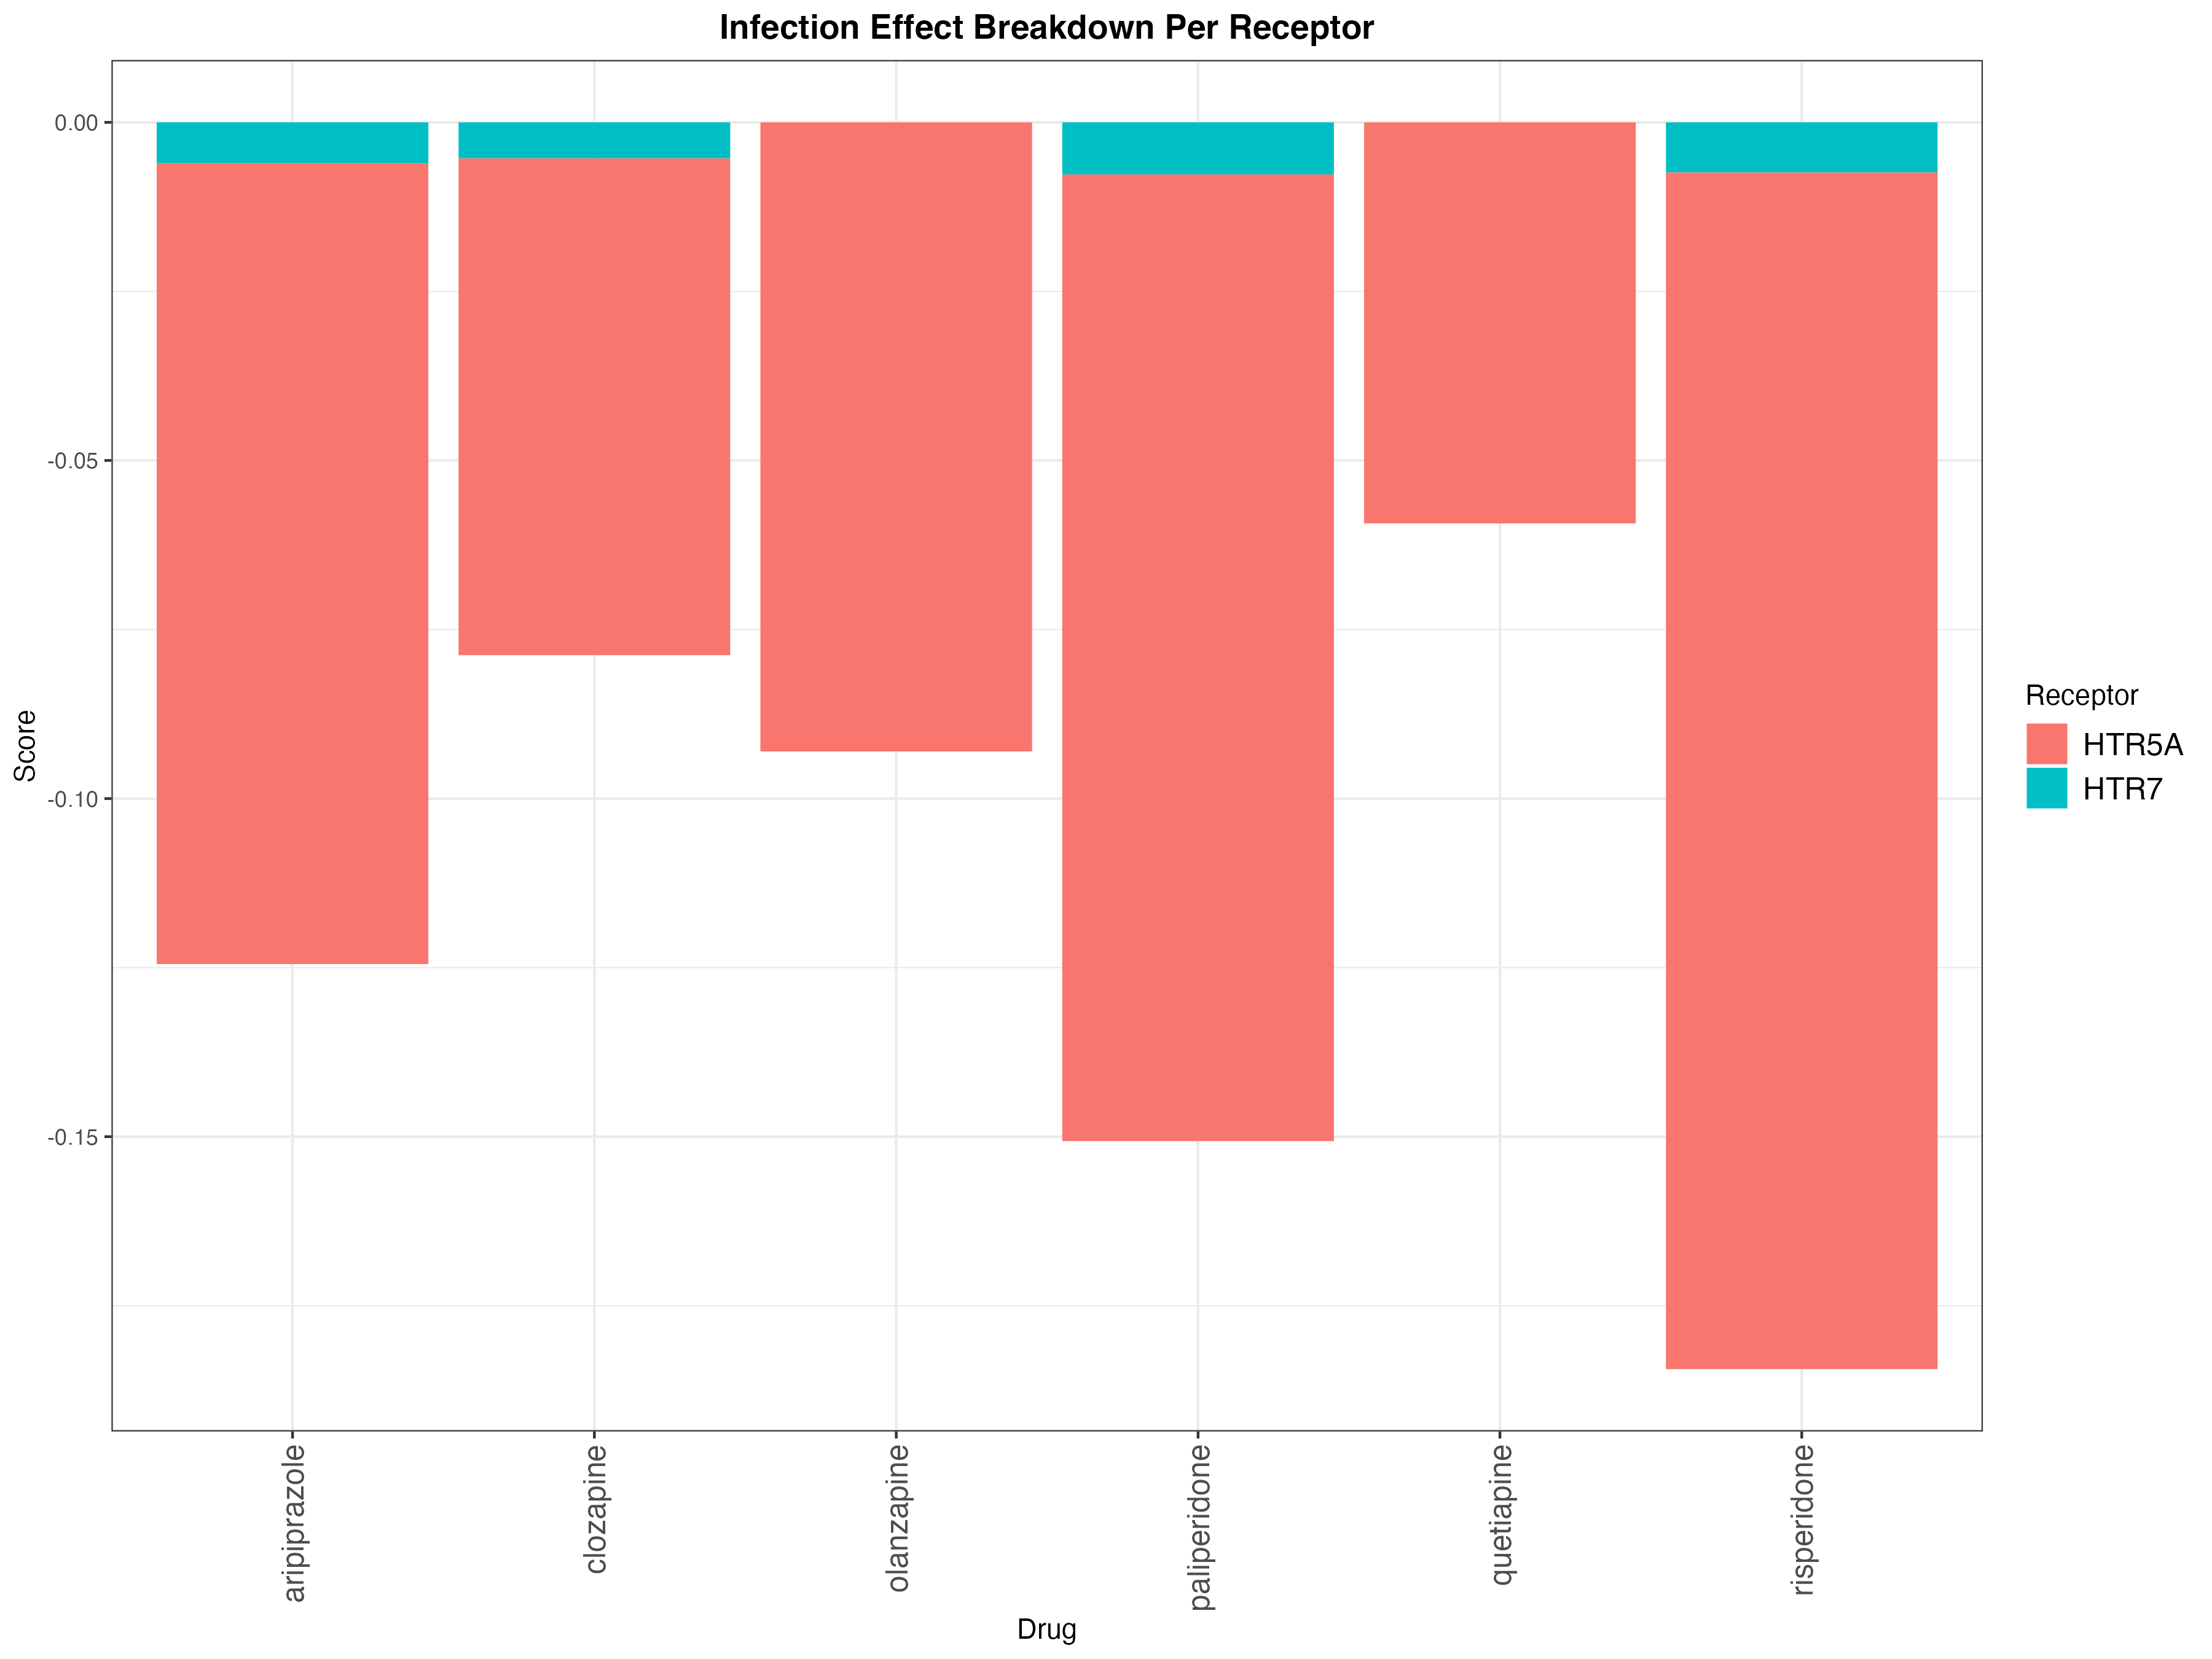 Infection Effect Breakdown Per Receptor
0.00
-0.05
-0.10
-0.15
Score
aripiprazole
clozapine
olanzapine
paliperidone
quetiapine
risperidone
Drug
Receptor
HTR5A
HTR7